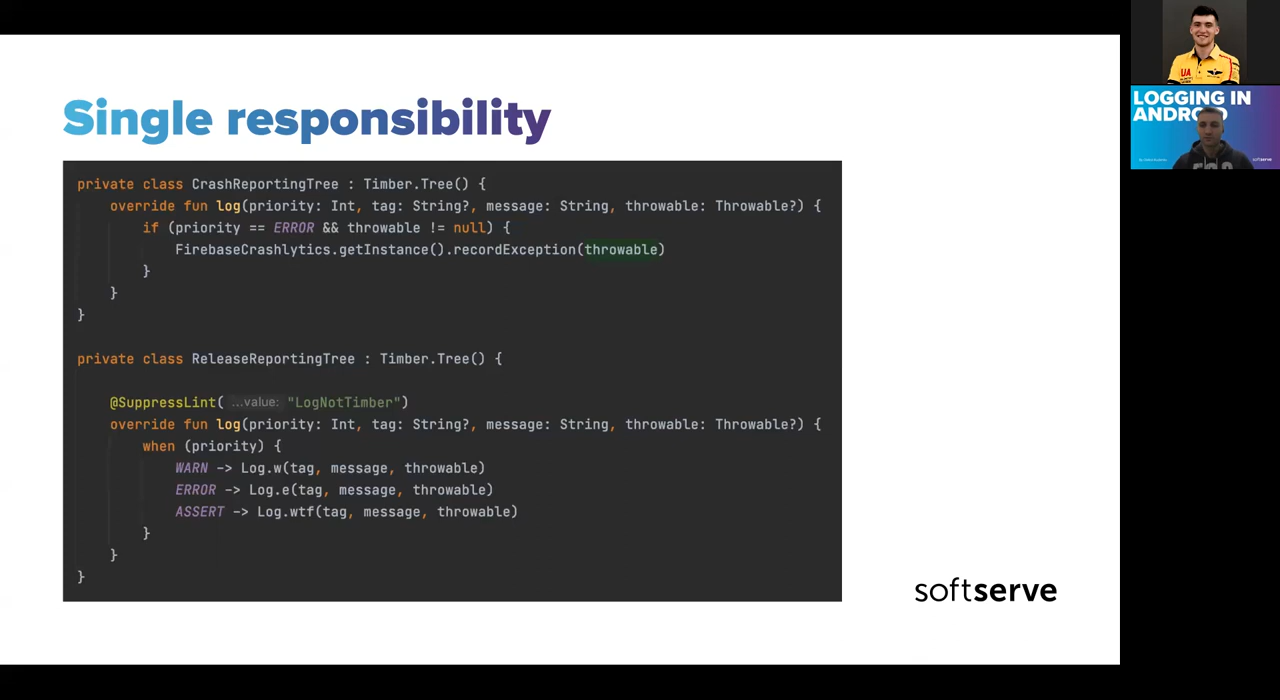 Single responsibility
private class CrashReportingTree : Timber.Tree() {
override fun log(priority: Int, tag: String?, message: String, throwable: Throwable?) {
if (priority == ERROR && throwable != null) {
FirebaseCrashlytics.getInstance().recordException(throwable)
}
}
}
private class ReleaseReportingTree : Timber.Tree() {
@SuppressLint( ...value: "LogNotTimber")
override fun log(priority: Int, tag: String?, message: String, throwable: Throwable?) {
when (priority) {
WARN -> Log.w(tag, message, throwable)
ERROR -> Log.e(tag, message, throwable)
ASSERT -> Log.wtf(tag, message, throwable)
}
}
}
softserve
UA
LOGGING IN
ANDROID
softserve